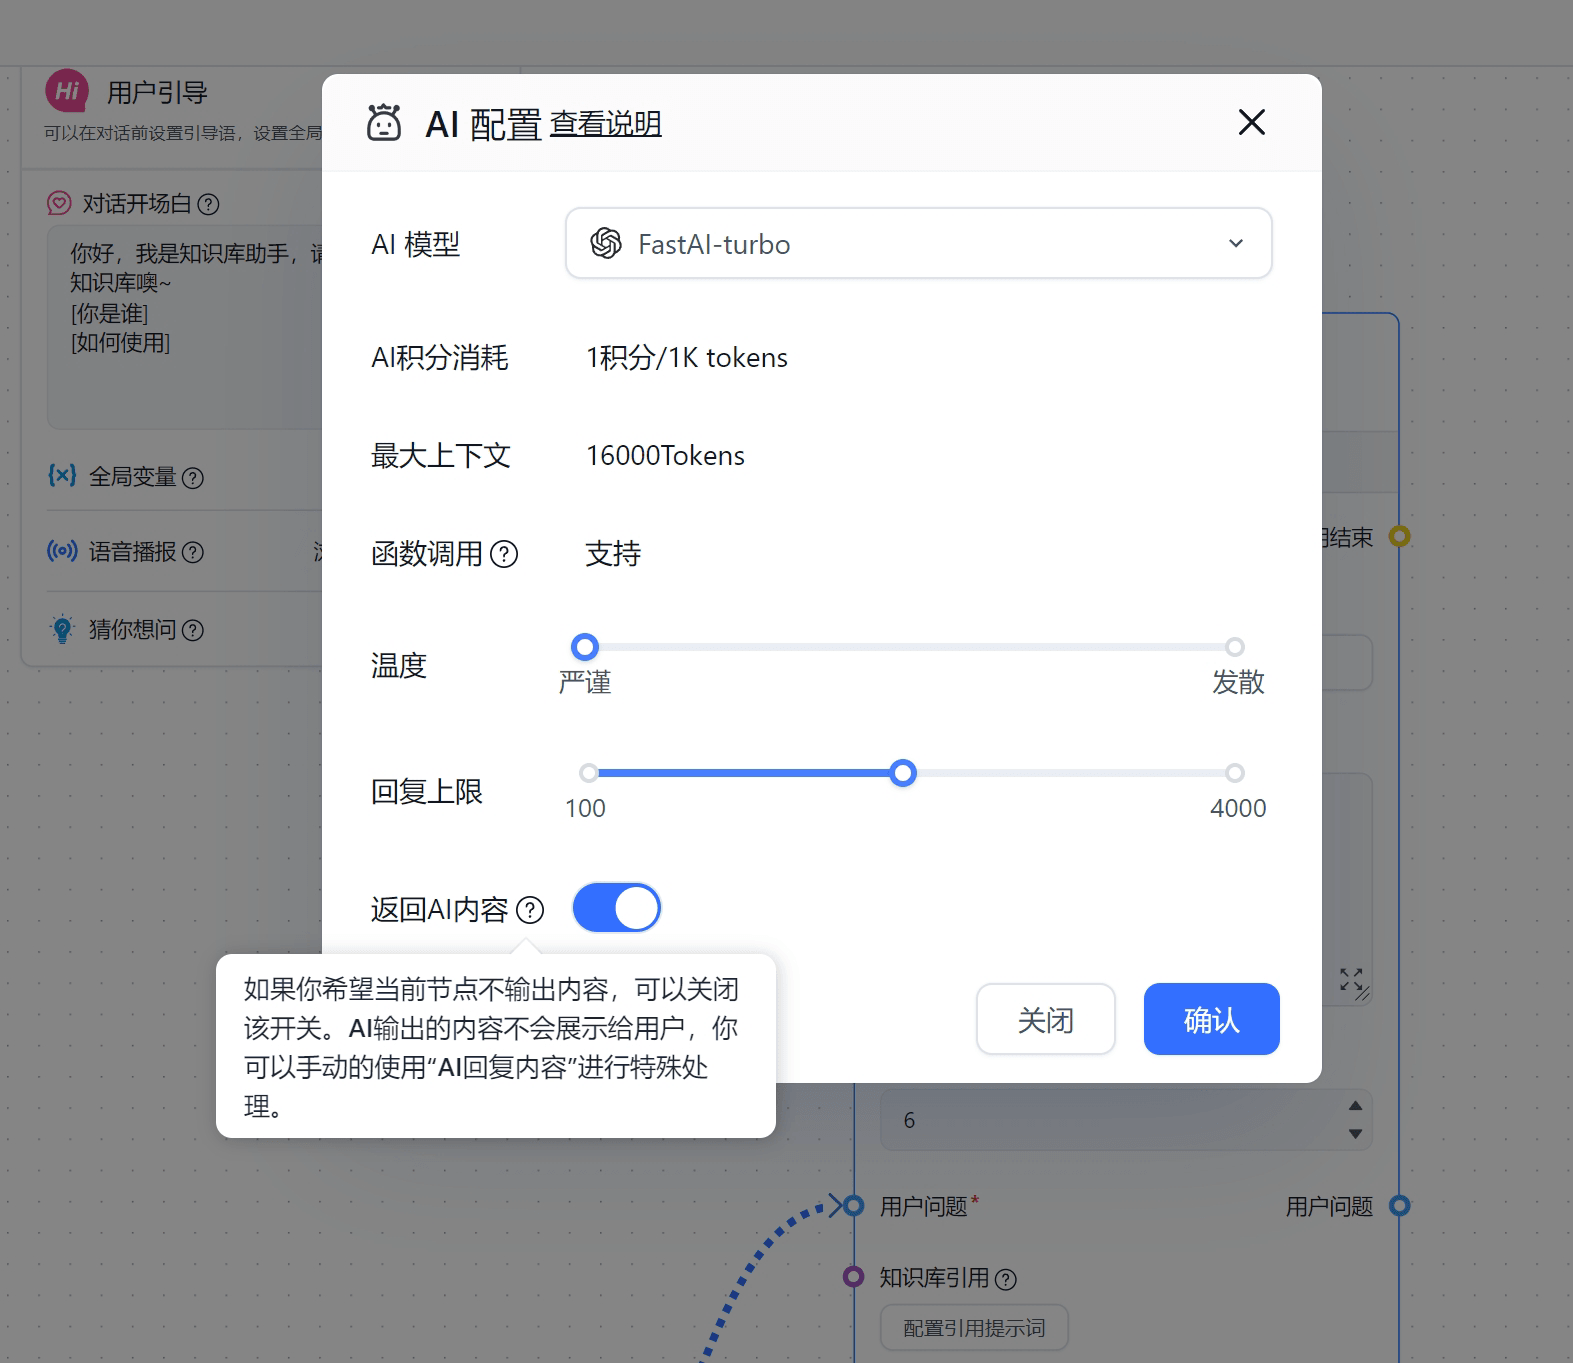 Hi 用户引导
可以在对话前设置引导语，设置全局
对话开场白
你好，我是知识库助手，请
知识库噢~
[你是谁]
[如何使用]
全局变量
语音播报
猜你想问
AI 配置 查看说明
AI 模型 FastAI-turbo
AI积分消耗 1积分/1K tokens
最大上下文 16000Tokens
函数调用 支持
温度
严谨 发散
回复上限
100 4000
返回AI内容
如果你希望当前节点不输出内容，可以关闭
该开关。AI输出的内容不会展示给用户，你
可以手动的使用“AI回复内容”进行特殊处
理。
关闭 确认
结束
6
用户问题* 用户问题
知识库引用
配置引用提示词